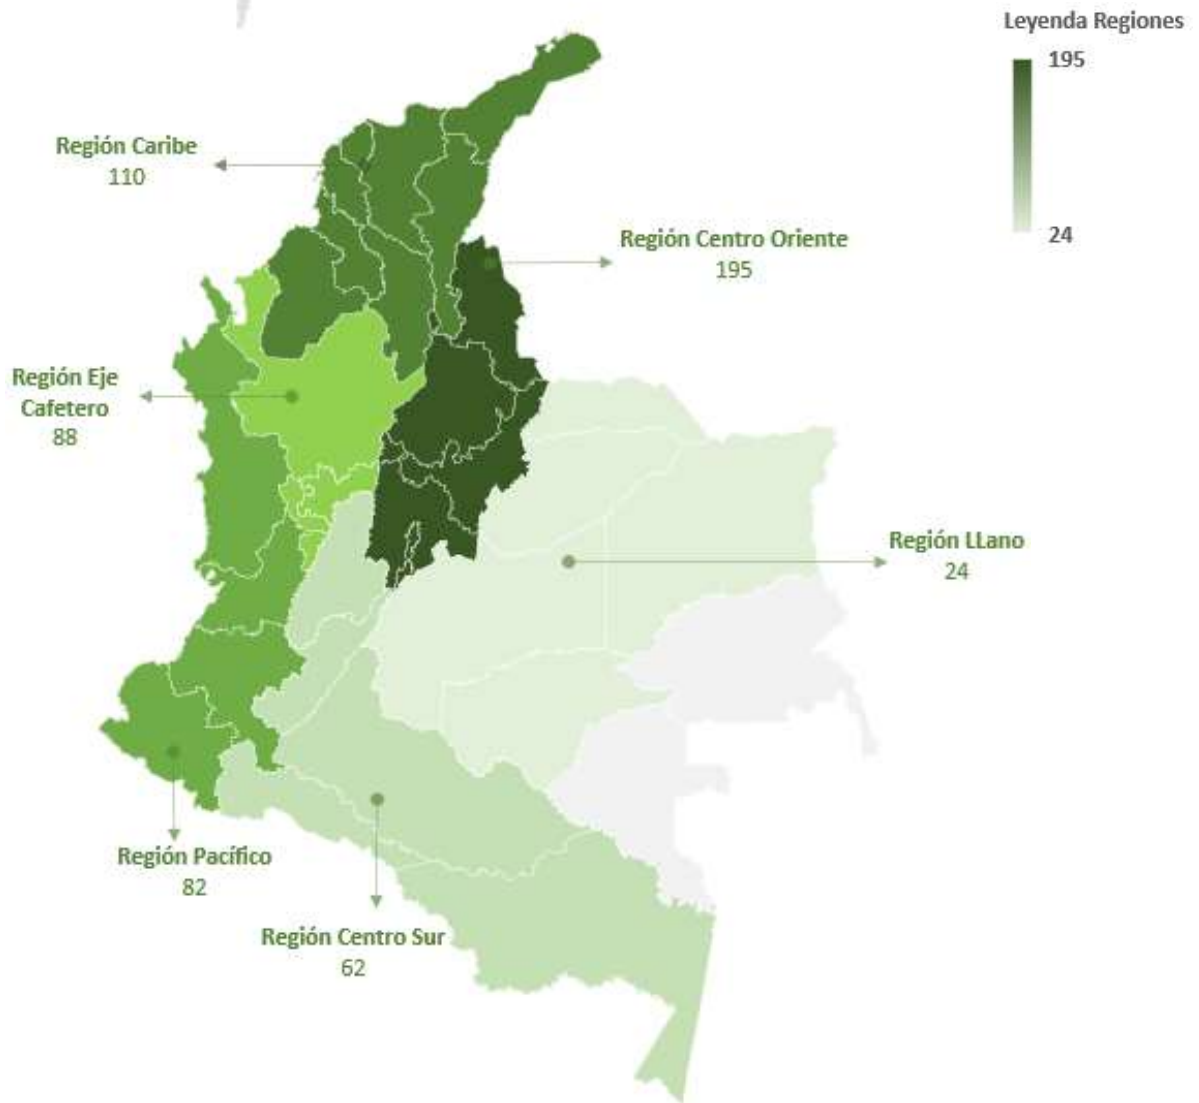 Leyenda Regiones
195
24
Región Caribe
110
Región Centro Oriente
195
Región Eje
Cafetero
88
Región LLano
24
Región Pacífico
82
Región Centro Sur
62